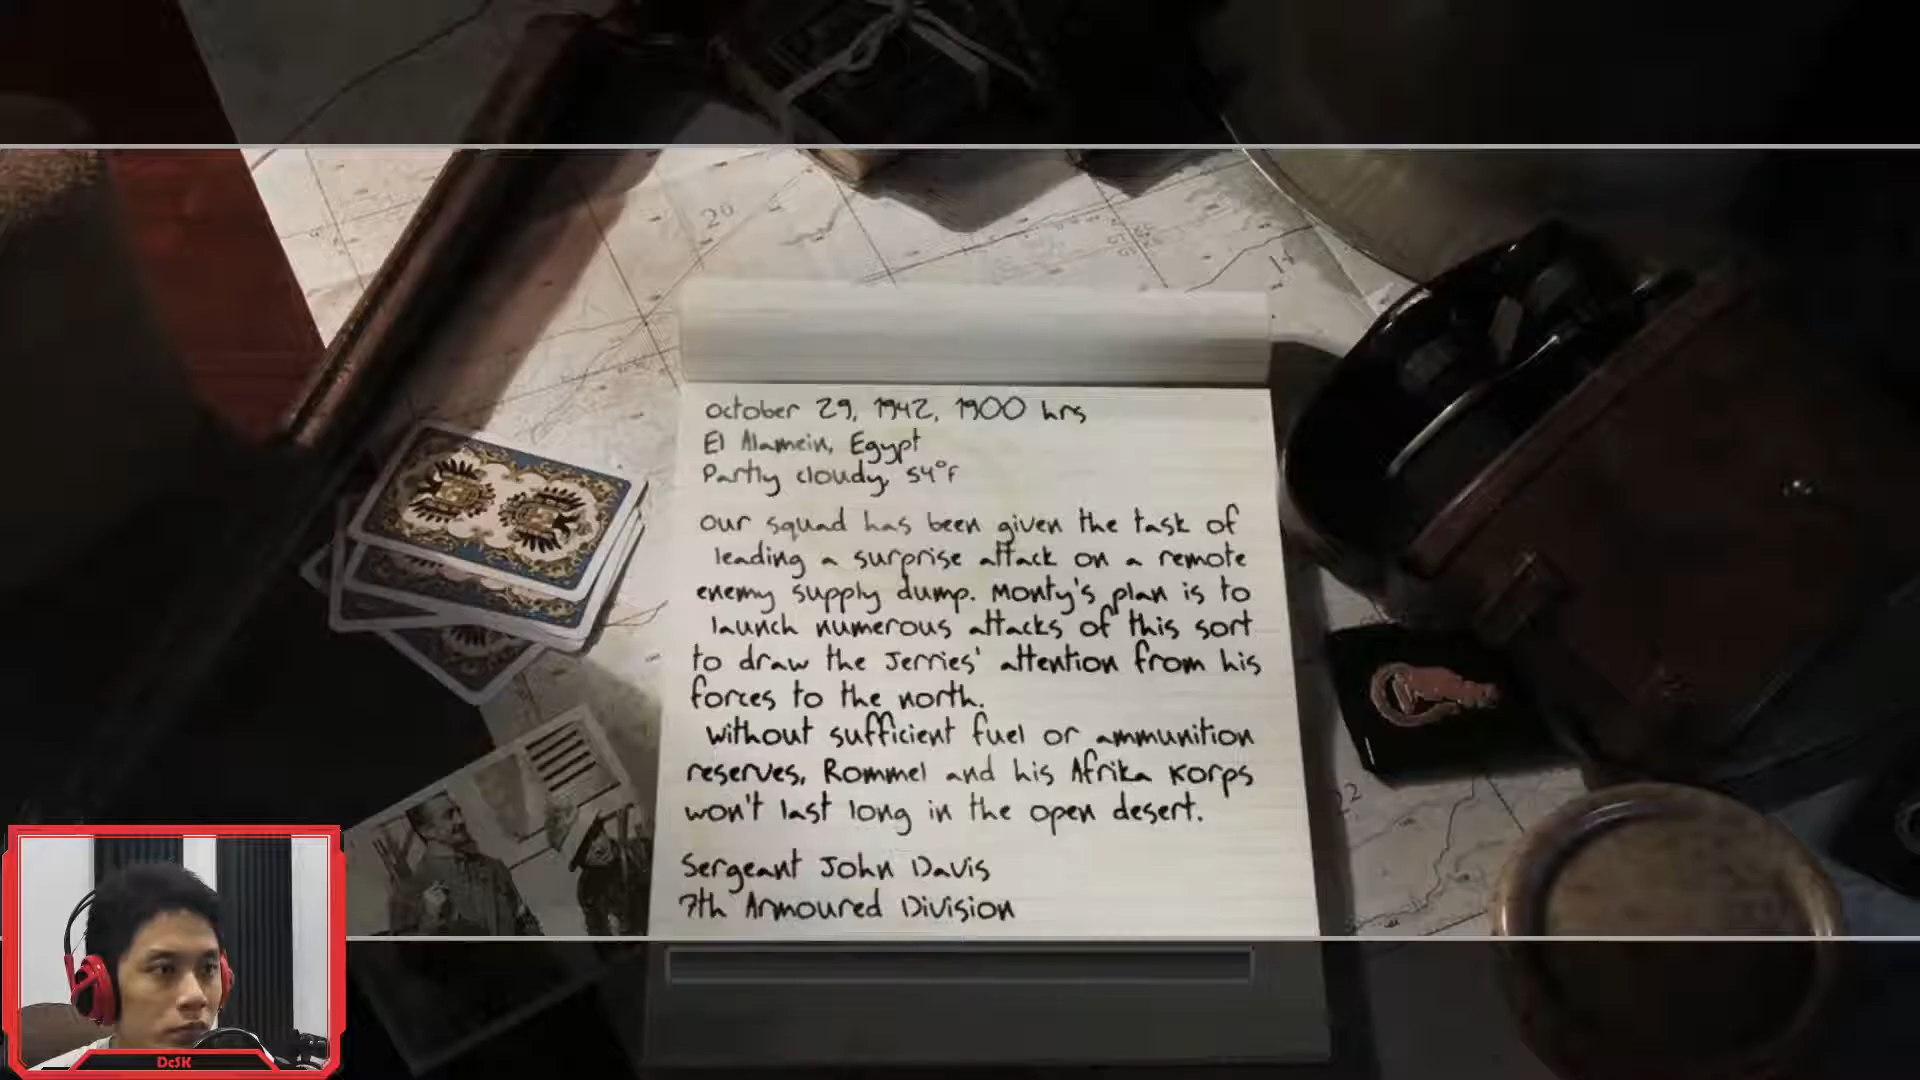 20
14
October 29, 1942, 1900 hrs
El Alamein, Egypt
Partly cloudy, 54°F
Our squad has been given the task of
leading a surprise attack on a remote
enemy supply dump. Monty's plan is to
launch numerous attacks of this sort
to draw the Jerries' attention from his
forces to the north.
Without sufficient fuel or ammunition
reserves, Rommel and his Afrika Korps
won't last long in the open desert.
22
Sergeant John Davis
7th Armoured Division
DcSK